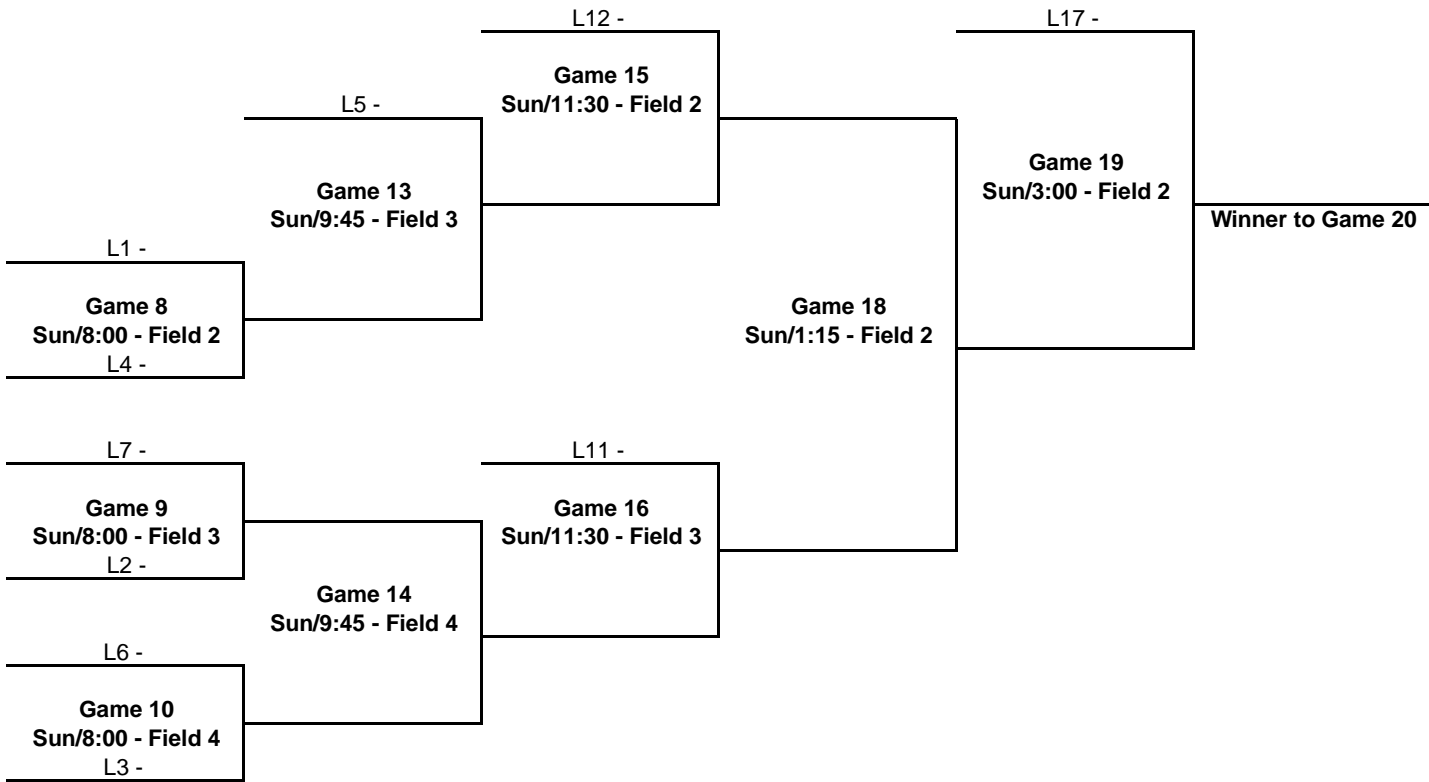 L12 -
L17 -
Game 15
Sun/11:30 - Field 2
L5 -
Game 19
Sun/3:00 - Field 2
Game 13
Sun/9:45 - Field 3
Winner to Game 20
L1 -
Game 8
Sun/8:00 - Field 2
L4 -
Game 18
Sun/1:15 - Field 2
L7 -
L11 -
Game 9
Sun/8:00 - Field 3
L2 -
Game 16
Sun/11:30 - Field 3
Game 14
Sun/9:45 - Field 4
L6 -
Game 10
Sun/8:00 - Field 4
L3 -